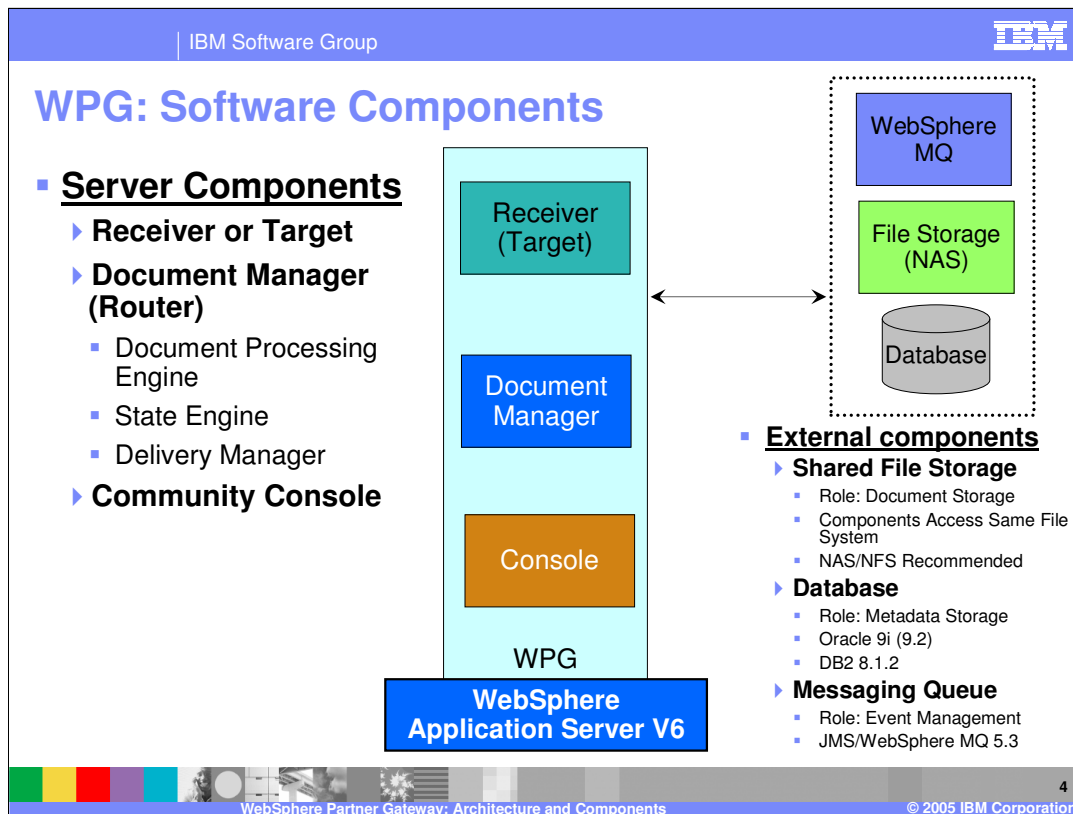 IBM Software Group
IBM
WPG: Software Components
Server Components
Receiver or Target
Document Manager
(Router)
Document Processing
Engine
State Engine
Delivery Manager
Community Console
Receiver
(Target)
Document
Manager
Console
WPG
WebSphere
Application Server V6
WebSphere
MQ
File Storage
(NAS)
Database
External components
Shared File Storage
Role: Document Storage
Components Access Same File
System
NAS/NFS Recommended
Database
Role: Metadata Storage
Oracle 9i (9.2)
DB2 8.1.2
Messaging Queue
Role: Event Management
JMS/WebSphere MQ 5.3
4
WebSphere Partner Gateway: Architecture and Components
© 2005 IBM Corporation